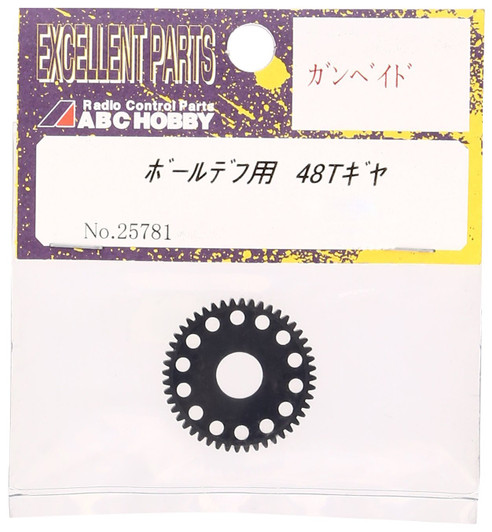 EXCELLENT PARTS
Radio Control Parts
ABC HOBBY
ガンベイド
ボールデフ用 48Tギヤ
No.25781